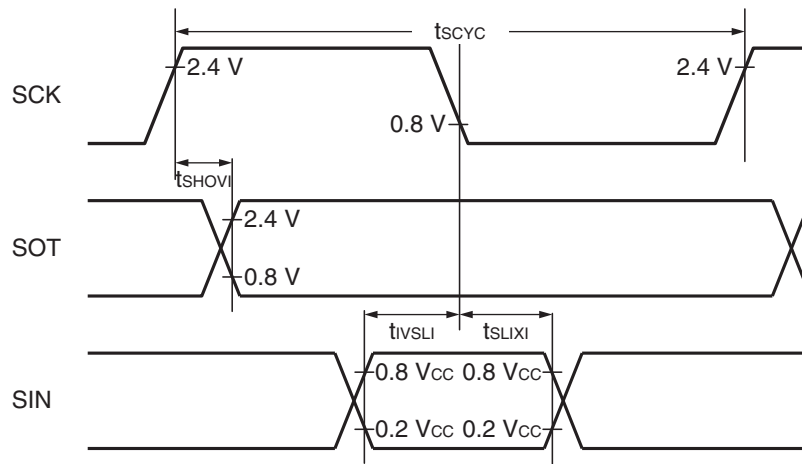 tSCYC
SCK
2.4 V
2.4 V
0.8 V
tSHOVI
SOT
2.4 V
0.8 V
tIVSLI
tSLIXI
SIN
0.8 VCC 0.8 VCC
0.2 VCC 0.2 VCC